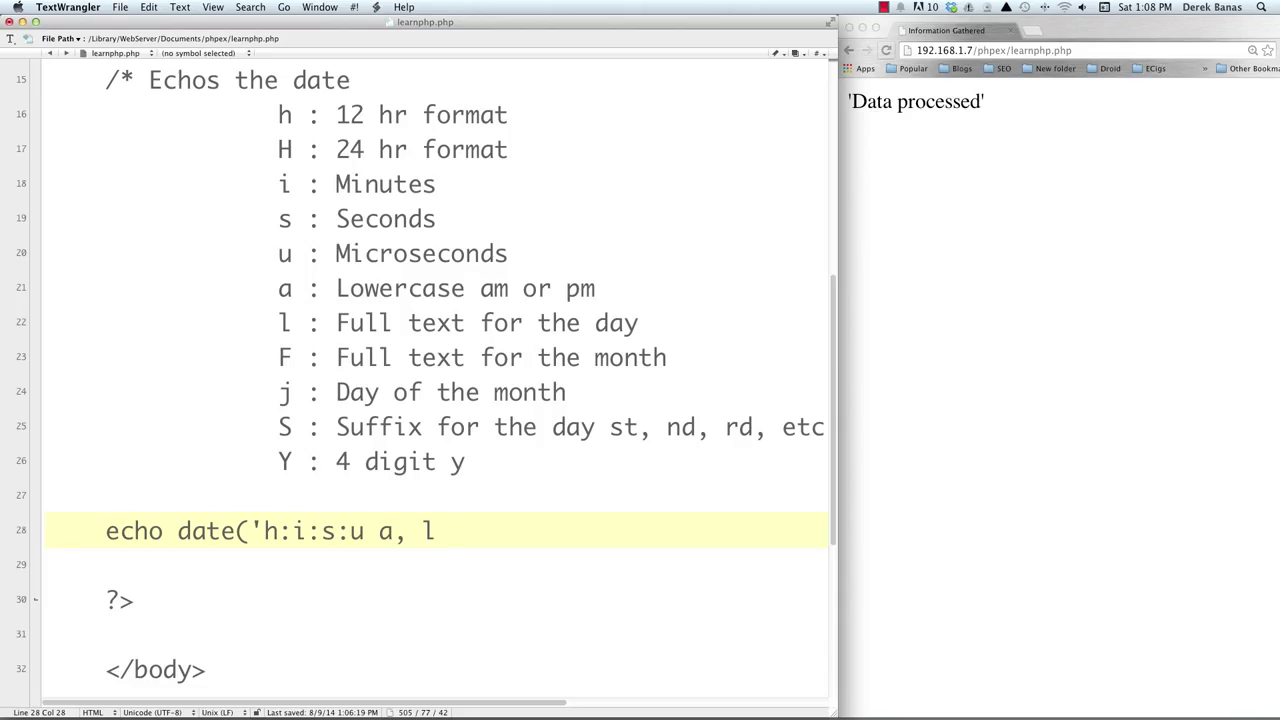 TextWrangler File Edit Text View Search Go Window #! Help 10 Sat 1:08 PM Derek Banas
learnphp.php
File Path ▾ : /Library/WebServer/Documents/phpex/learnphp.php
learnphp.php (no symbol selected)
15 /* Echos the date
16 h : 12 hr format
17 H : 24 hr format
18 i : Minutes
19 s : Seconds
20 u : Microseconds
21 a : Lowercase am or pm
22 l : Full text for the day
23 F : Full text for the month
24 j : Day of the month
25 S : Suffix for the day st, nd, rd, etc
26 Y : 4 digit y
27
28 echo date('h:i:s:u a, l
29
30 ?>
31
32 </body>
Line 28 Col 28 HTML Unicode (UTF-8) Unix (LF) Last saved: 8/9/14 1:06:19 PM 505 / 77 / 42
Information Gathered
192.168.1.7/phpex/learnphp.php
Apps Popular Blogs SEO New folder Droid ECigs » Other Bookma
'Data processed'